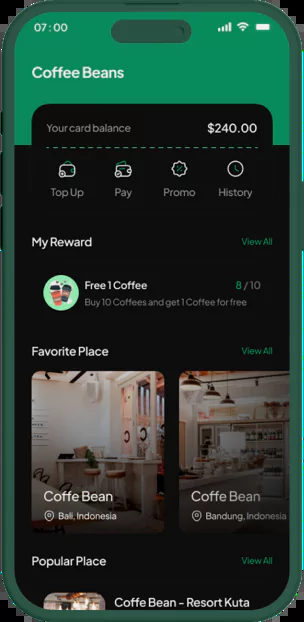 07:00
Coffee Beans
Your card balance $240.00
Top Up Pay Promo History
My Reward View All
Free 1 Coffee 8 / 10
Buy 10 Coffees and get 1 Coffee for free
Favorite Place View All
Coffe Bean Coffe Bean
Bali, Indonesia Bandung, Indonesia
Popular Place View All
Coffe Bean - Resort Kuta